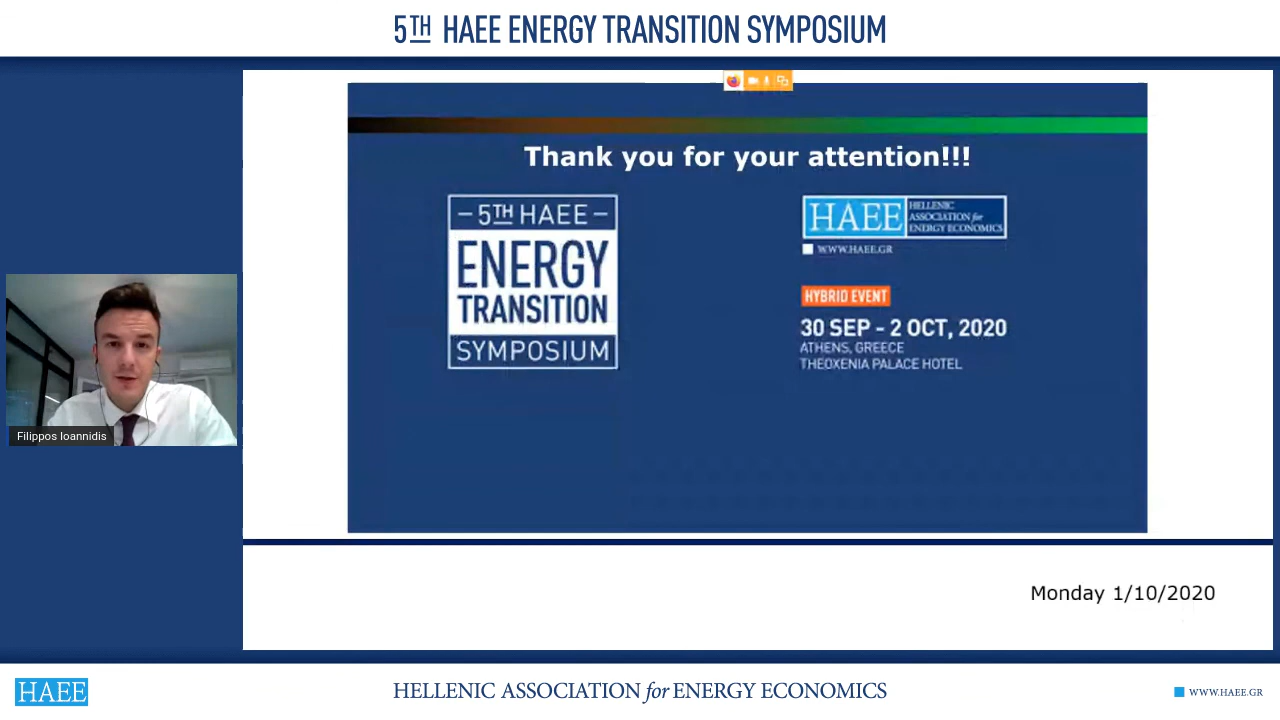 5TH HAEE ENERGY TRANSITION SYMPOSIUM
Thank you for your attention!!!
– 5TH HAEE –
ENERGY
TRANSITION
SYMPOSIUM
HAEE
HELLENIC
ASSOCIATION for
ENERGY ECONOMICS
WWW.HAEE.GR
HYBRID EVENT
30 SEP - 2 OCT, 2020
ATHENS, GREECE
THEOXENIA PALACE HOTEL
Filippos Ioannidis
Monday 1/10/2020
HAEE
HELLENIC ASSOCIATION for ENERGY ECONOMICS
WWW.HAEE.GR